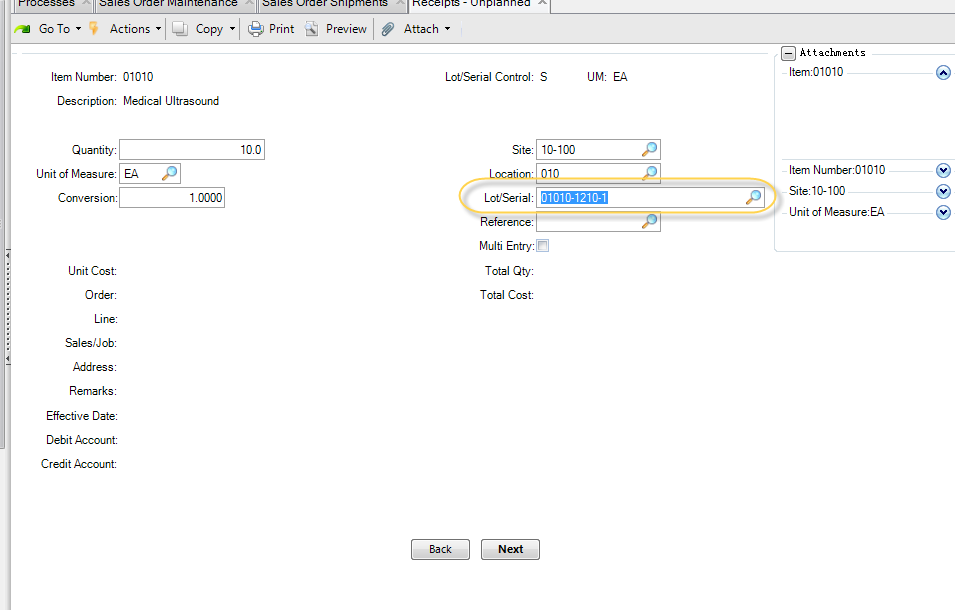 Processes Sales Order Maintenance Sales Order Shipments Receipts - Unplanned
Go To Actions Copy Print Preview Attach
Attachments
Item:01010
Item Number: 01010 Lot/Serial Control: S UM: EA
Description: Medical Ultrasound
Quantity: 10.0 Site: 10-100
Unit of Measure: EA Location: 010
Conversion: 1.0000 Lot/Serial: 01010-1210-1
Reference:
Multi Entry:
Item Number:01010
Site:10-100
Unit of Measure:EA
Unit Cost: Total Qty:
Order: Total Cost:
Line:
Sales/Job:
Address:
Remarks:
Effective Date:
Debit Account:
Credit Account:
Back Next